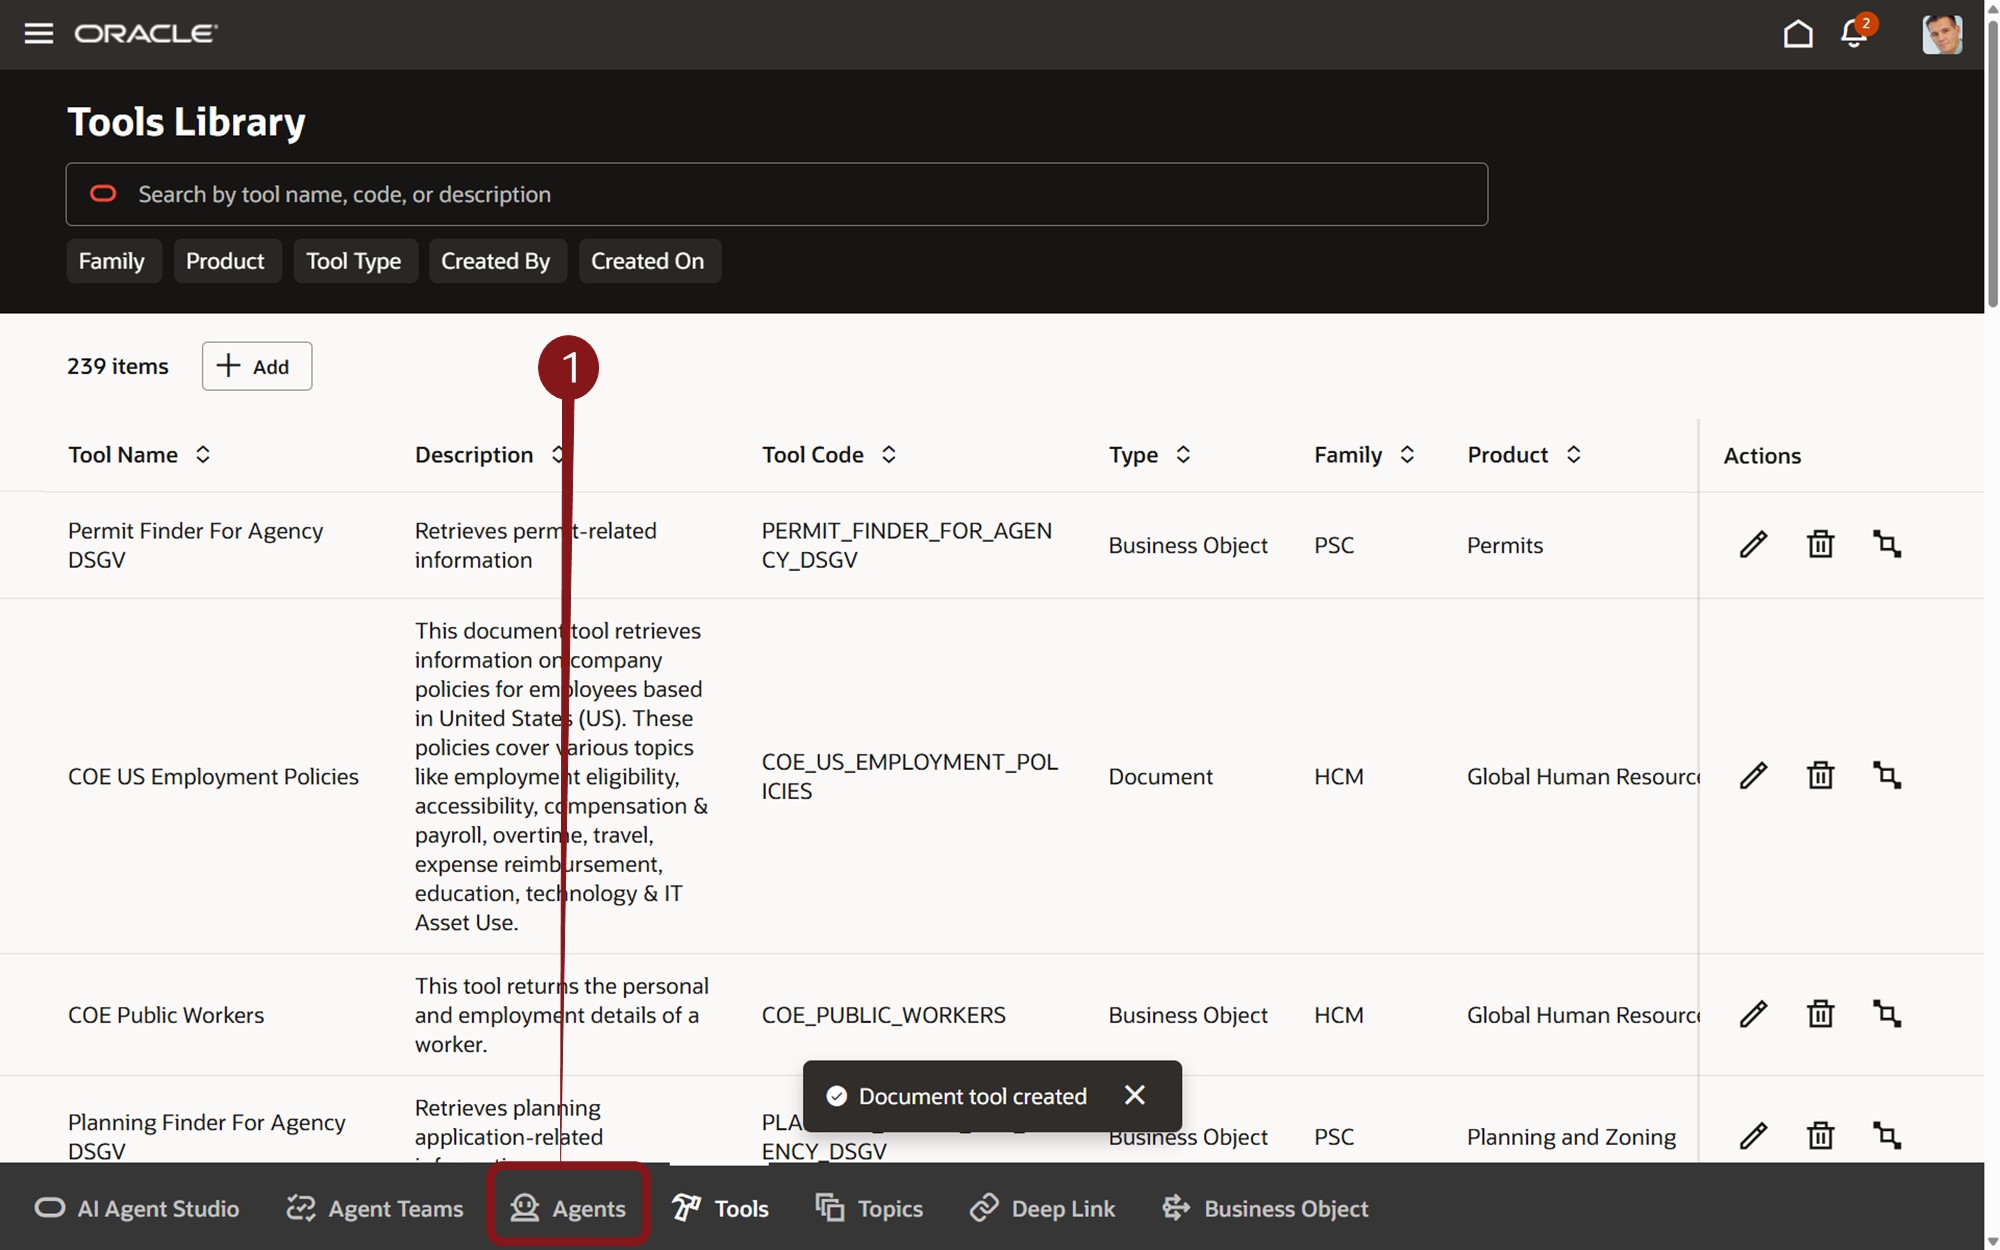 ORACLE
2
Tools Library
Search by tool name, code, or description
Family
Product
Tool Type
Created By
Created On
239 items
Add
1
Tool Name
Description
Tool Code
Type
Family
Product
Actions
Permit Finder For Agency
DSGV
Retrieves permit-related
information
PERMIT_FINDER_FOR_AGEN
CY_DSGV
Business Object
PSC
Permits
COE US Employment Policies
This document tool retrieves
information on company
policies for employees based
in United States (US). These
policies cover various topics
like employment eligibility,
accessibility, compensation &
payroll, overtime, travel,
expense reimbursement,
education, technology & IT
Asset Use.
COE_US_EMPLOYMENT_POL
ICIES
Document
HCM
Global Human Resourc
COE Public Workers
This tool returns the personal
and employment details of a
worker.
COE_PUBLIC_WORKERS
Business Object
HCM
Global Human Resourc
Planning Finder For Agency
DSGV
Retrieves planning
application-related
PLA
ENCY_DSGV
Business Object
PSC
Planning and Zoning
Document tool created
AI Agent Studio
Agent Teams
Agents
Tools
Topics
Deep Link
Business Object